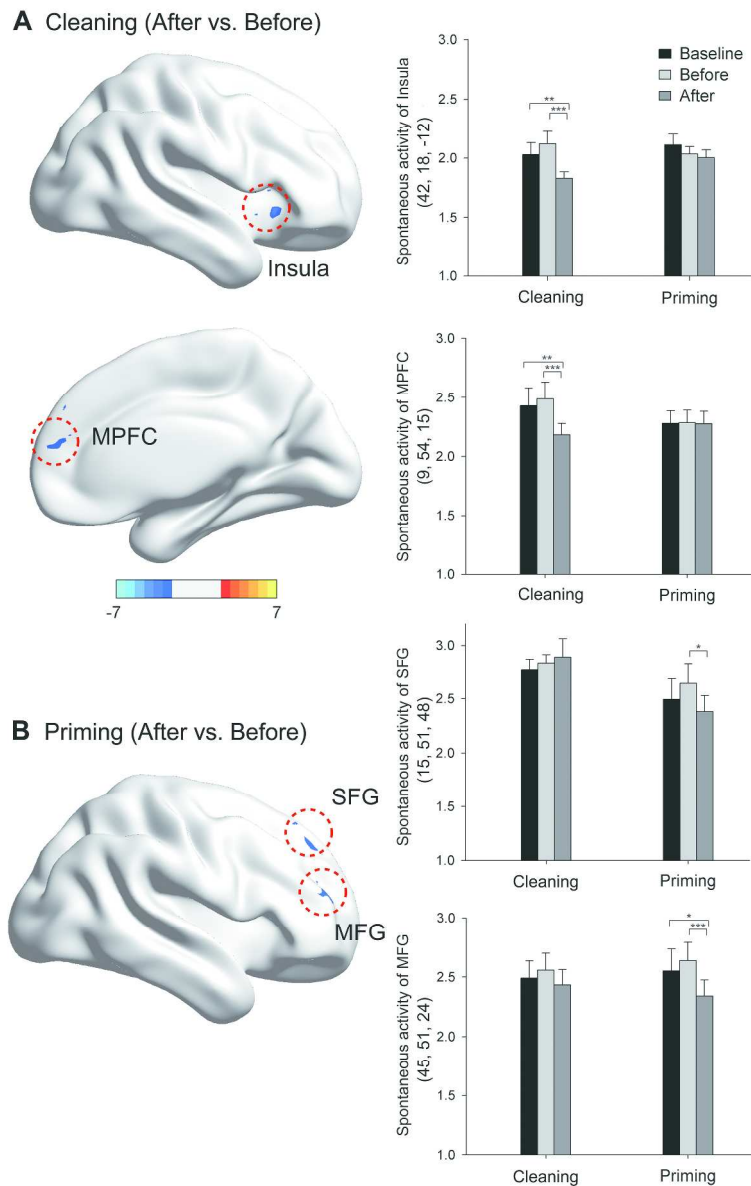 A Cleaning (After vs. Before)
Insula
MPFC
-7 7
Spontaneous activity of Insula
(42, 18, -12)
3.0
2.5
2.0
1.5
1.0
Baseline
Before
After
**
***
Cleaning Priming
Spontaneous activity of MPFC
(9, 54, 15)
3.0
2.5
2.0
1.5
1.0
**
***
Cleaning Priming
B Priming (After vs. Before)
SFG
MFG
Spontaneous activity of SFG
(15, 51, 48)
3.0
2.5
2.0
1.5
1.0
*
Cleaning Priming
Spontaneous activity of MFG
(45, 51, 24)
3.0
2.5
2.0
1.5
1.0
*
***
Cleaning Priming